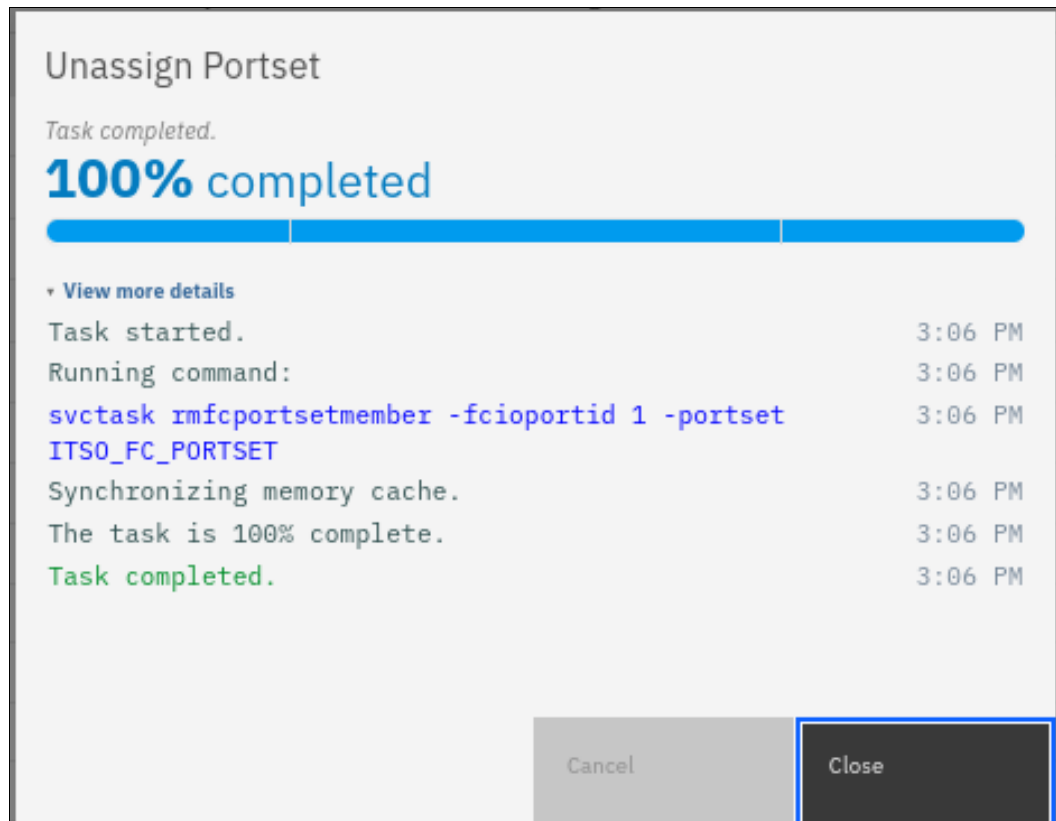 Unassign Portset
Task completed.
100% completed
View more details
Task started. 3:06 PM
Running command: 3:06 PM
svctask rmfcportsetmember -fcioportid 1 -portset 3:06 PM
ITSO_FC_PORTSET
Synchronizing memory cache. 3:06 PM
The task is 100% complete. 3:06 PM
Task completed. 3:06 PM
Cancel Close